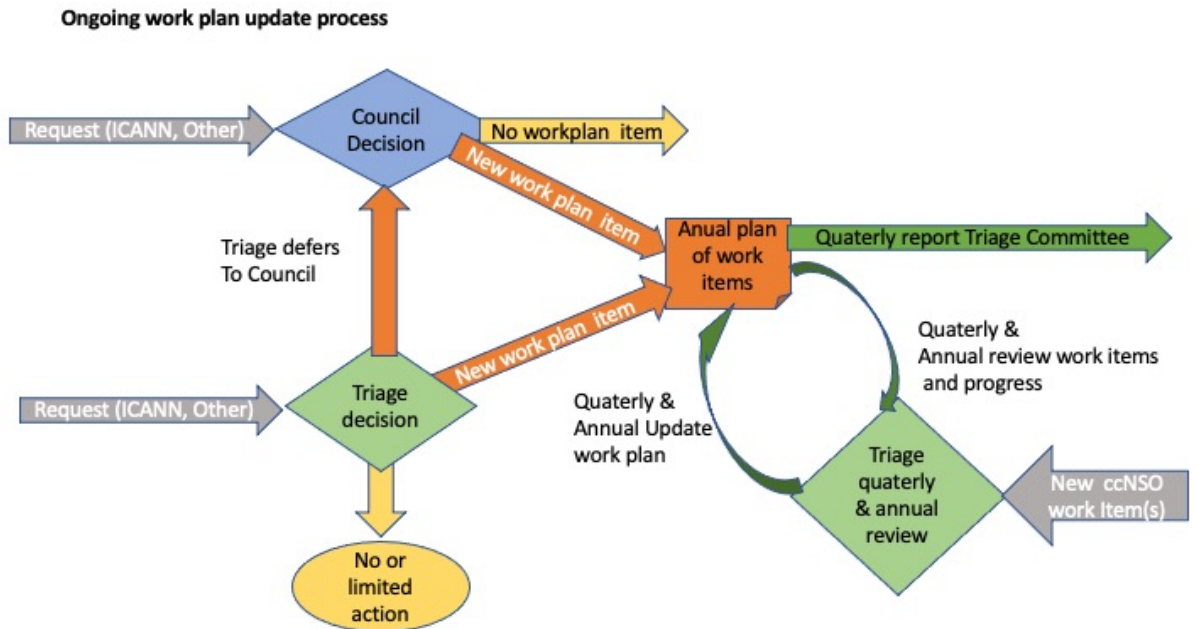 Ongoing work plan update process
Request (ICANN, Other)
Council
Decision
No workplan item
New work plan item
Triage defers
To Council
Anual plan
of work
items
Quaterly report Triage Committee
New work plan item
Quaterly &
Annual review work items
and progress
Request (ICANN, Other)
Triage
decision
Quaterly &
Annual Update
work plan
Triage
quaterly
& annual
review
New ccNSO
work Item(s)
No or
limited
action